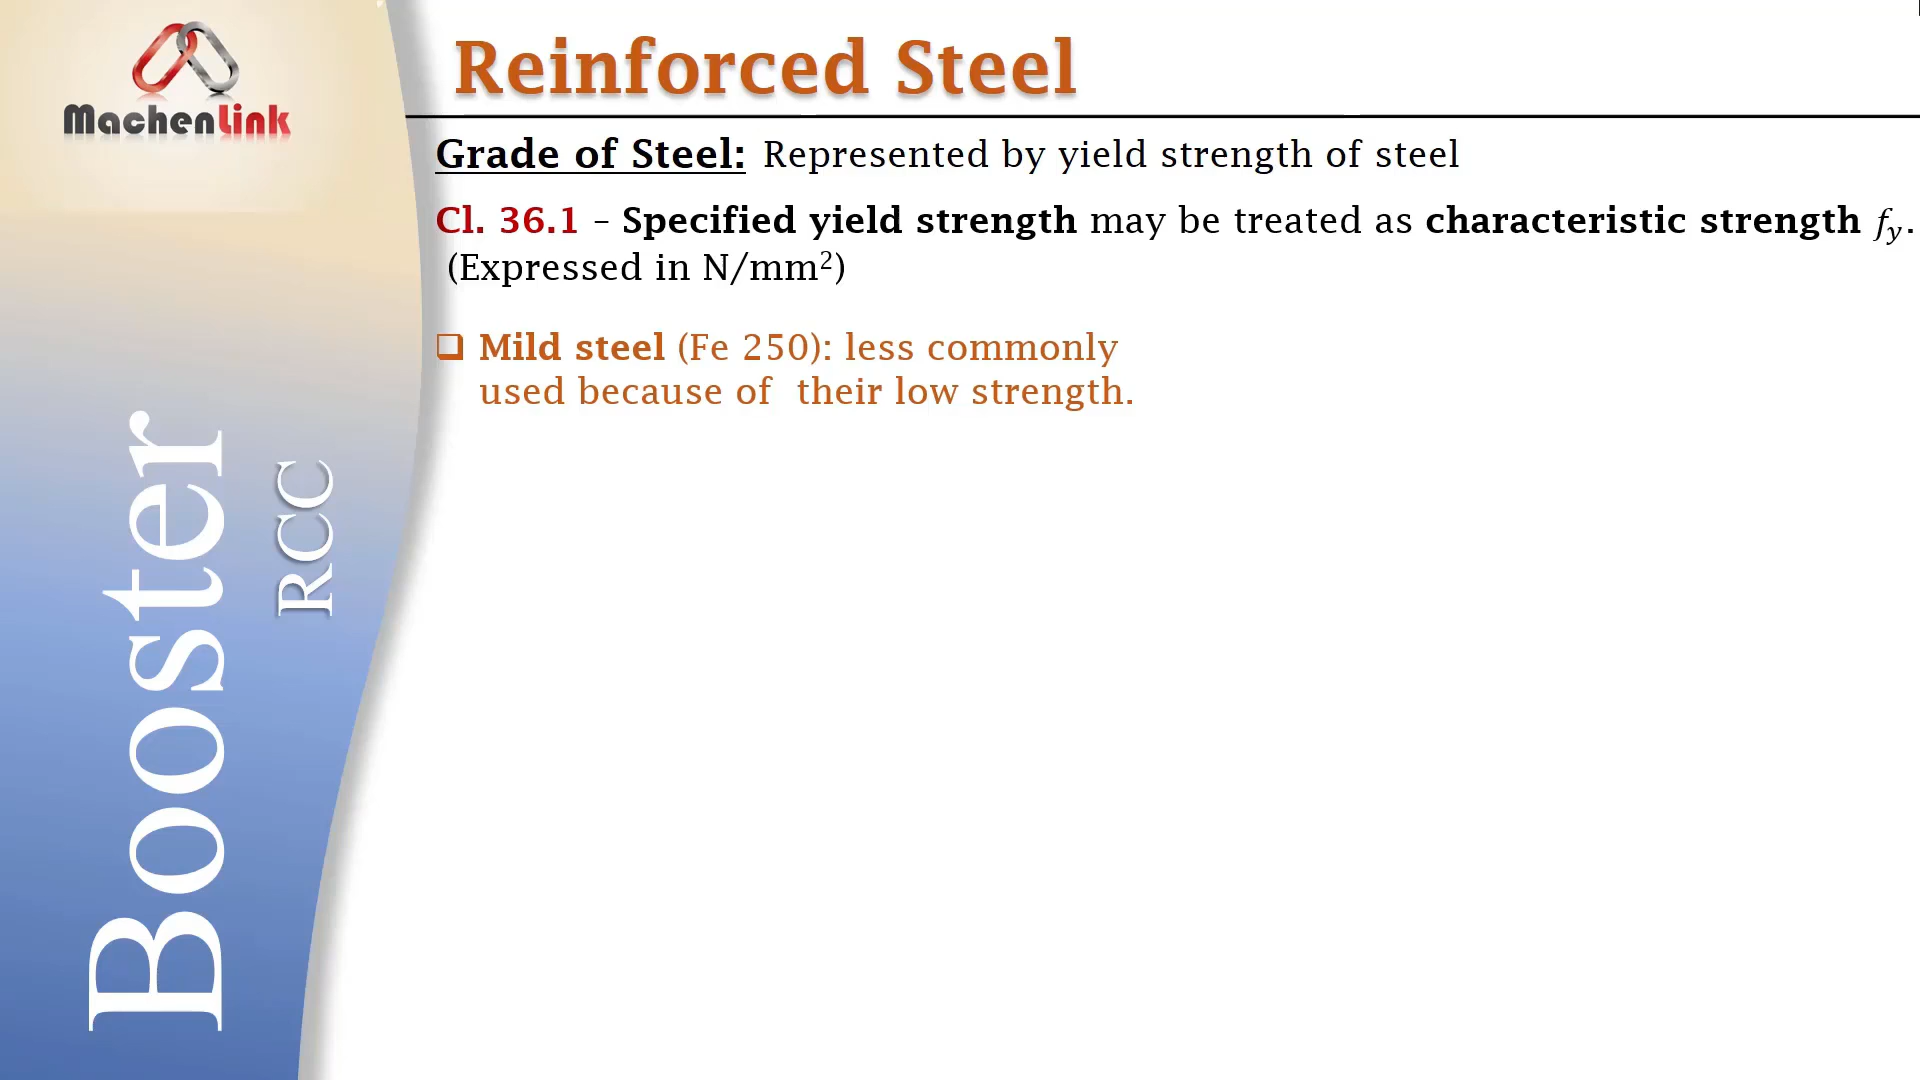 MachenLink
Booster
RCC
Reinforced Steel
Grade of Steel: Represented by yield strength of steel
Cl. 36.1 – Specified yield strength may be treated as characteristic strength f_y.
(Expressed in N/mm²)
❑ Mild steel (Fe 250): less commonly
used because of their low strength.